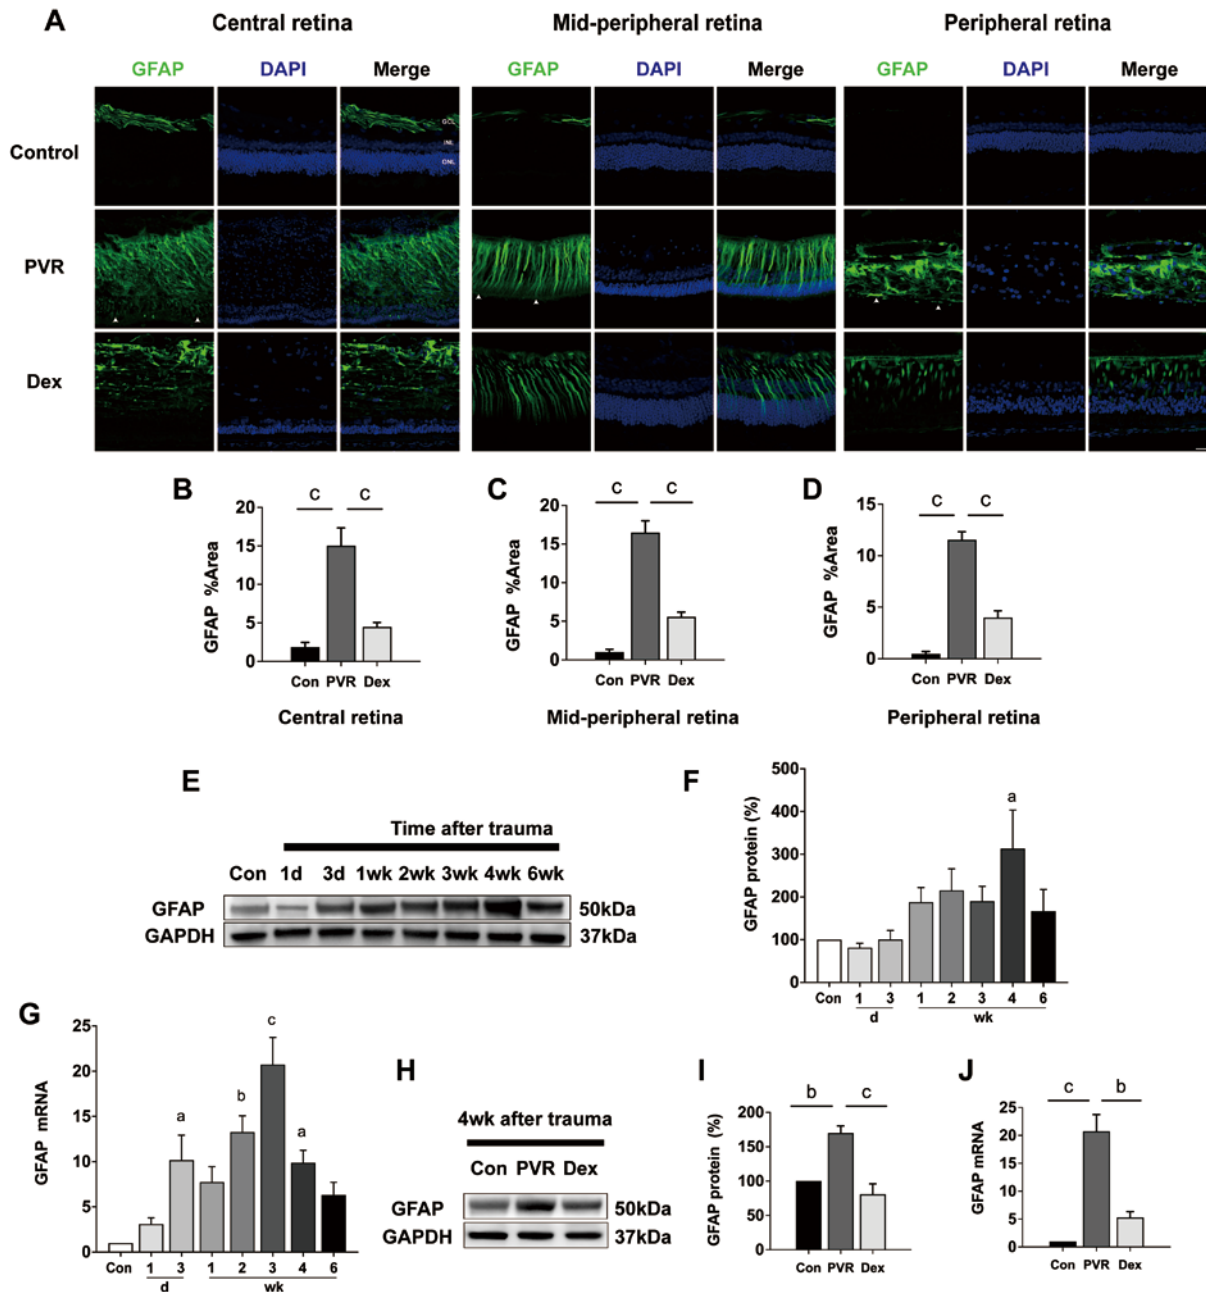 A
Central retina
Mid-peripheral retina
Peripheral retina
GFAP DAPI Merge GFAP DAPI Merge GFAP DAPI Merge
Control
GCL
INL
ONL
PVR
Dex
B
C C
20
15
10
5
0
GFAP %Area
Con PVR Dex
Central retina
C
C C
20
15
10
5
0
GFAP %Area
Con PVR Dex
Mid-peripheral retina
D
C C
15
10
5
0
GFAP %Area
Con PVR Dex
Peripheral retina
E
Time after trauma
Con 1d 3d 1wk 2wk 3wk 4wk 6wk
GFAP 50kDa
GAPDH 37kDa
F
500
400
300
200
100
0
GFAP protein (%)
a
Con 1 3 1 2 3 4 6
d wk
G
25
20
15
10
5
0
GFAP mRNA
a b c a
Con 1 3 1 2 3 4 6
d wk
H
4wk after trauma
Con PVR Dex
GFAP 50kDa
GAPDH 37kDa
I
b c
200
150
100
50
0
GFAP protein (%)
Con PVR Dex
J
c b
25
20
15
10
5
0
GFAP mRNA
Con PVR Dex